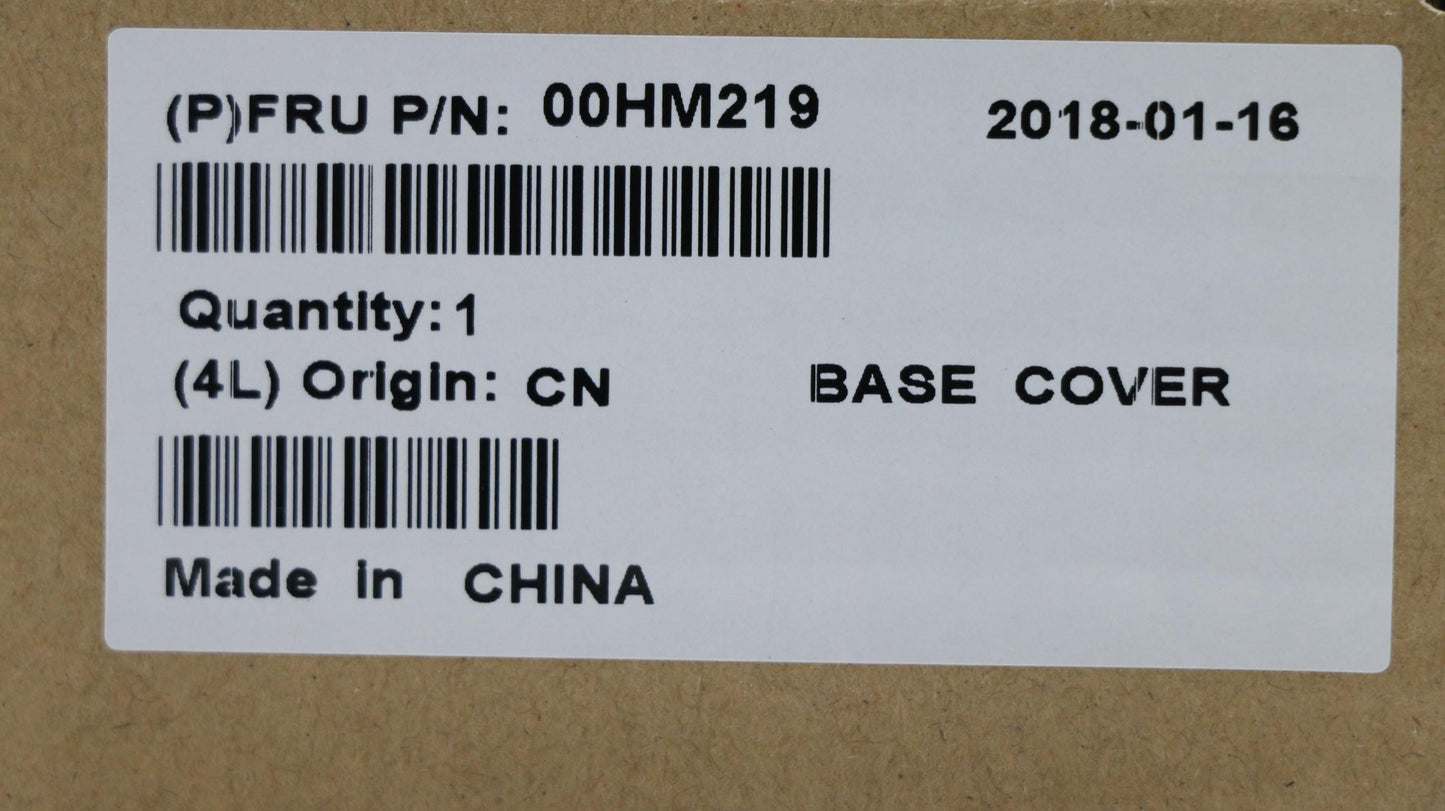 (P)FRU P/N: 00HM219 2018-01-16
Quantity: 1
(4L) Origin: CN BASE COVER
Made in CHINA